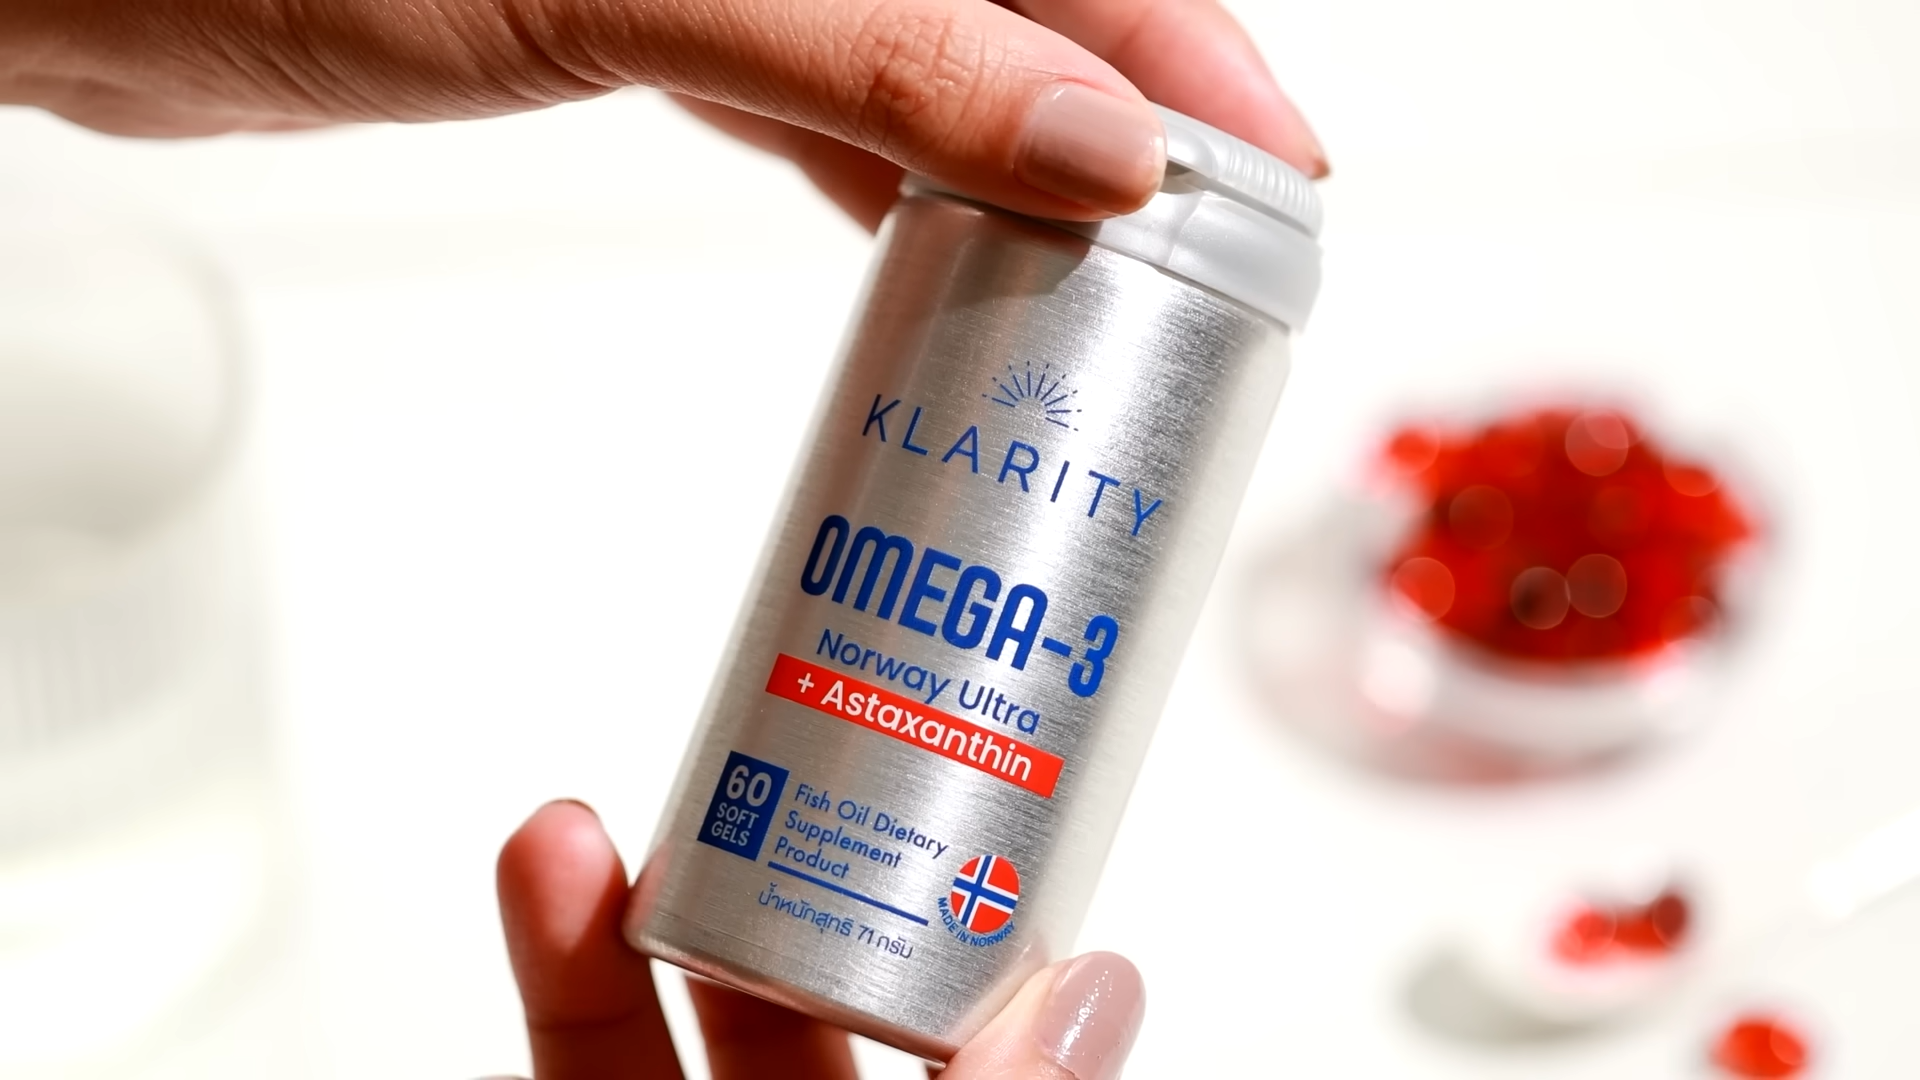 KLARITY
OMEGA-3
Norway Ultra
+ Astaxanthin
60
SOFT
GELS
Fish Oil Dietary
Supplement
Product
น้ำหนักสุทธิ 71 กรัม
MADE IN NORWAY